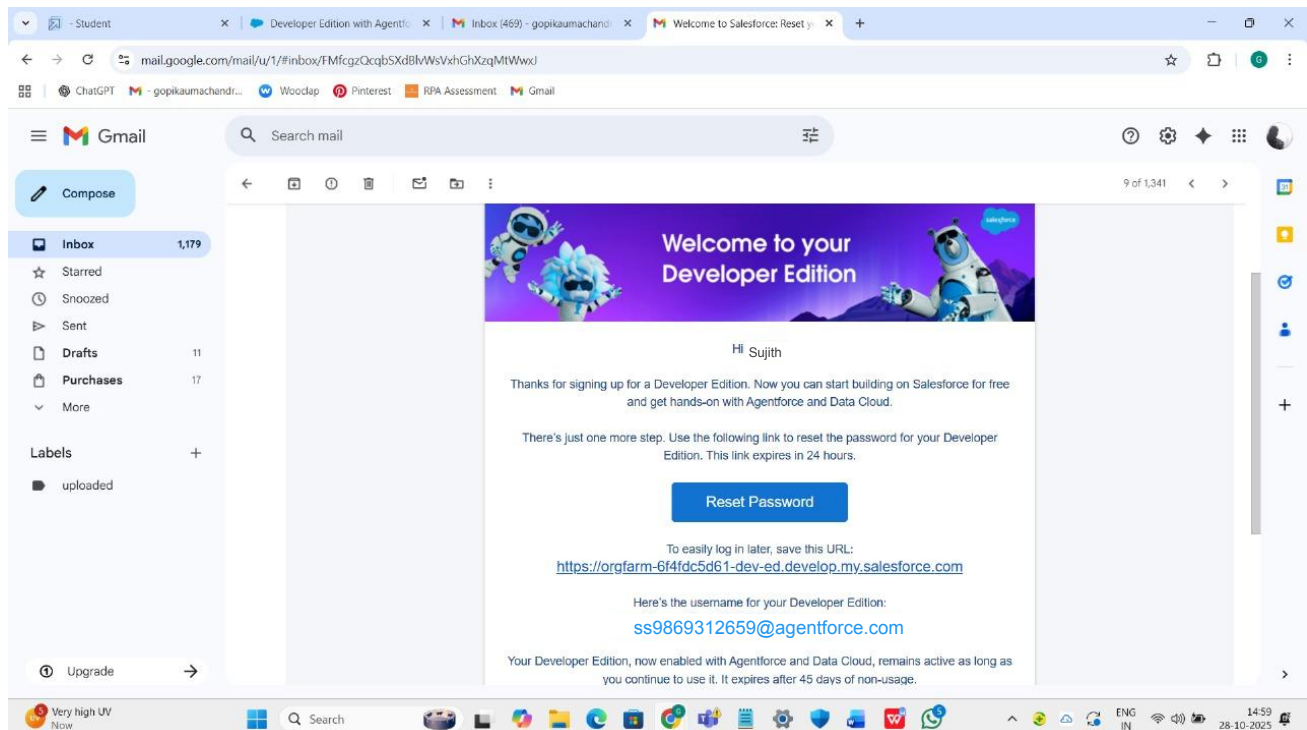 - Student
Developer Edition with Agentfo
Inbox (469) - gopikaumachand
Welcome to Salesforce: Reset y
mail.google.com/mail/u/1/#inbox/FMfcgzQcqbSXdBlvWsVxhGhXzqMtWwxJ
ChatGPT
- gopikaumachandr...
Wooclap
Pinterest
RPA Assessment
Gmail
Gmail
Search mail
Compose
9 of 1,341
Inbox 1,179
Starred
Snoozed
Sent
Drafts 11
Purchases 17
More
Labels
uploaded
Upgrade
salesforce
Welcome to your
Developer Edition
Hi Sujith
Thanks for signing up for a Developer Edition. Now you can start building on Salesforce for free
and get hands-on with Agentforce and Data Cloud.
There's just one more step. Use the following link to reset the password for your Developer
Edition. This link expires in 24 hours.
Reset Password
To easily log in later, save this URL:
https://orgfarm-6f4fdc5d61-dev-ed.develop.my.salesforce.com
Here's the username for your Developer Edition:
ss9869312659@agentforce.com
Your Developer Edition, now enabled with Agentforce and Data Cloud, remains active as long as
you continue to use it. It expires after 45 days of non-usage.
Very high UV
Now
Search
ENG
IN
14:59
28-10-2025